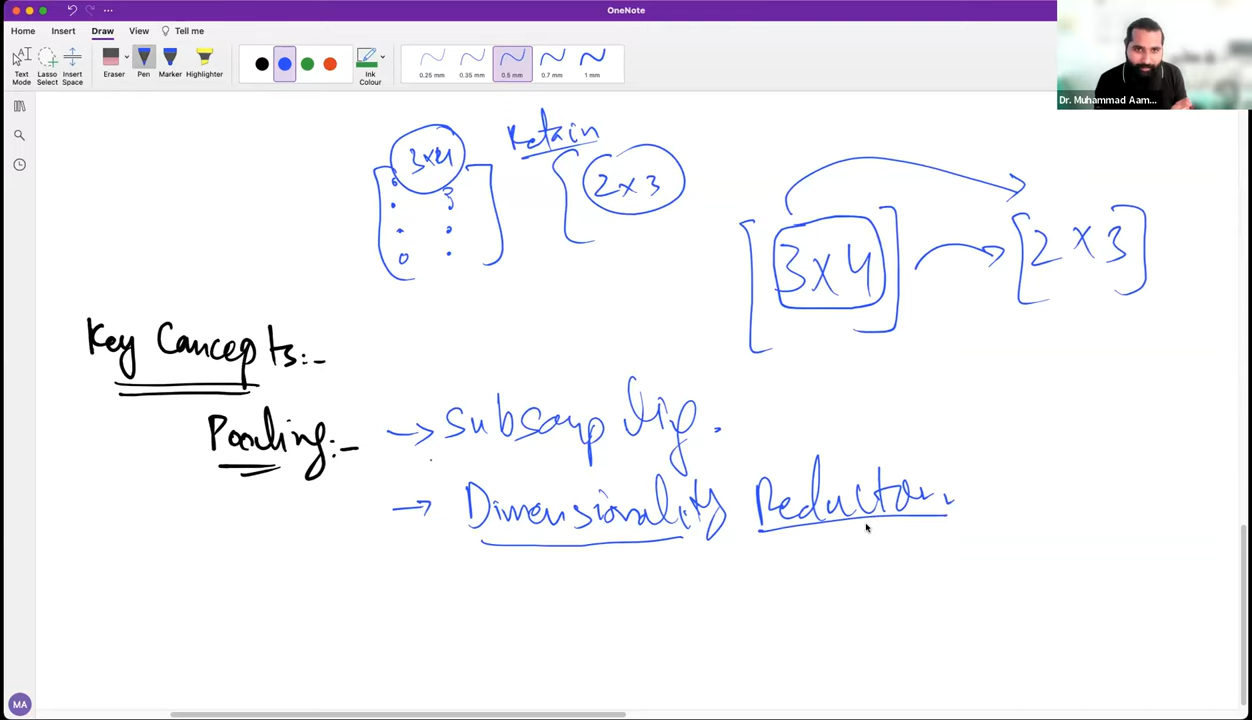 OneNote
Home Insert Draw View Tell me
Text Mode
Lasso Select
Insert Space
Eraser
Pen
Marker
Highlighter
Ink Colour
0.25 mm
0.35 mm
0.5 mm
0.7 mm
1 mm
Dr. Muhammad Aam...
3x4
Retain
2x3
3x4
2x3
Key Concepts:-
Pooling:-
→ Subsampling.
→ Dimensionality Reduction.
MA